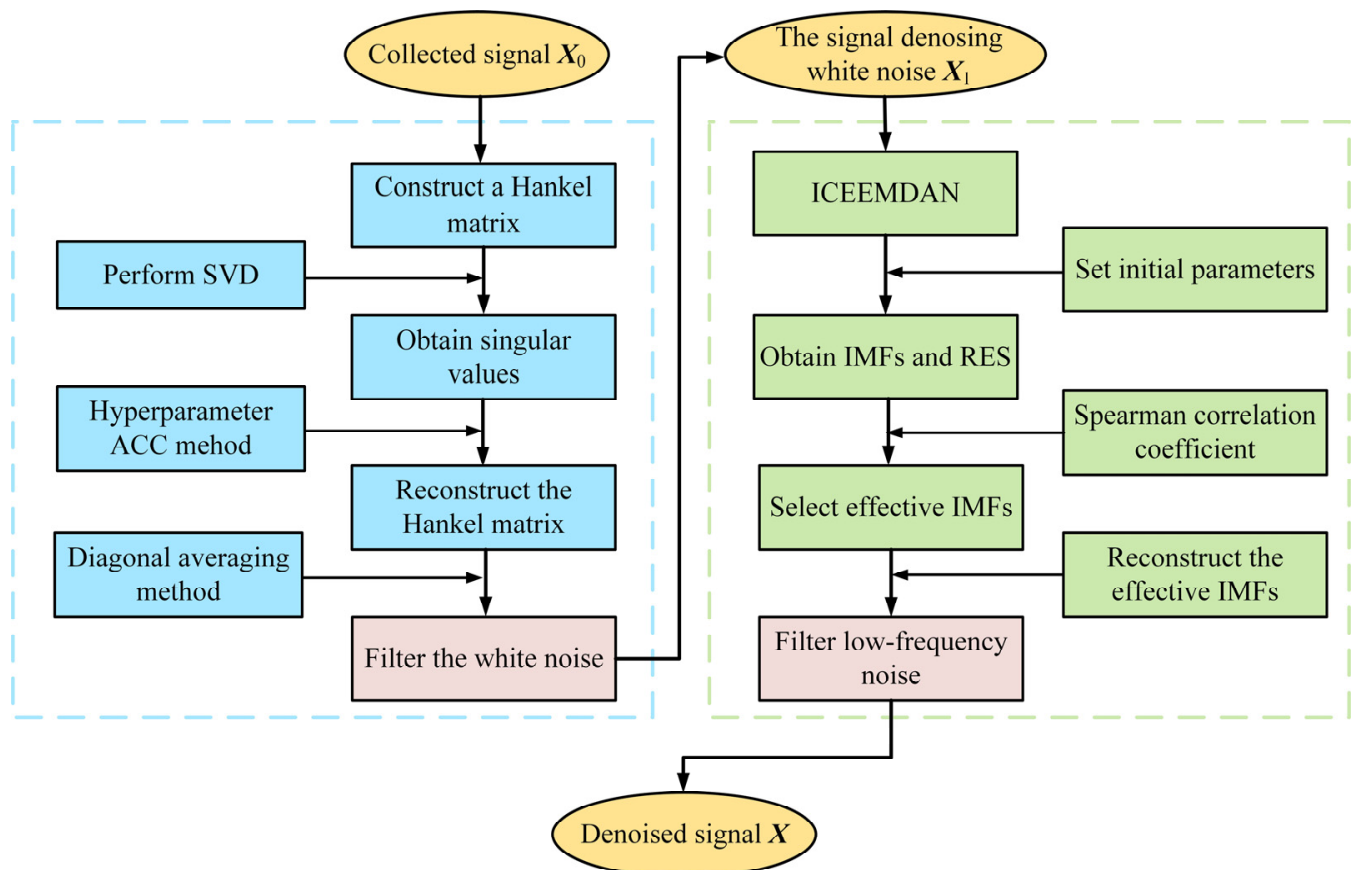 Collected signal X0
Construct a Hankel
matrix
Perform SVD
Obtain singular
values
Hyperparameter
ACC mehod
Reconstruct the
Hankel matrix
Diagonal averaging
method
Filter the white noise
The signal denosing
white noise X1
ICEEMDAN
Set initial parameters
Obtain IMFs and RES
Spearman correlation
coefficient
Select effective IMFs
Reconstruct the
effective IMFs
Filter low-frequency
noise
Denoised signal X